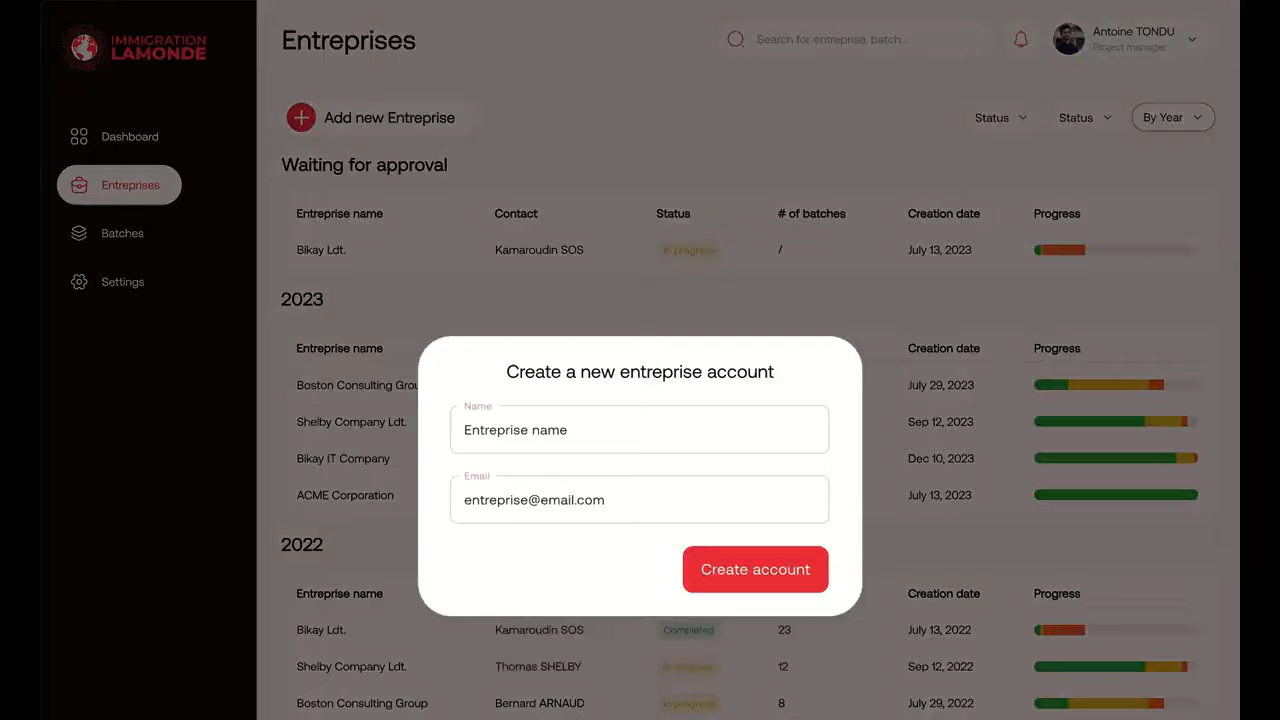 IMMIGRATION
LAMONDE
Dashboard
Entreprises
Batches
Settings
Entreprises
Search for entreprise, batch...
Antoine TONDU
Project manager
Add new Entreprise
Status
Status
By Year
Waiting for approval
Entreprise name Contact Status # of batches Creation date Progress
Bikay Ldt. Kamaroudin SOS In progress / July 13, 2023
2023
Entreprise name Creation date Progress
Boston Consulting Grou July 29, 2023
Shelby Company Ldt. Sep 12, 2023
Bikay IT Company Dec 10, 2023
ACME Corporation July 13, 2023
2022
Entreprise name Creation date Progress
Bikay Ldt. Kamaroudin SOS Completed 23 July 13, 2022
Shelby Company Ldt. Thomas SHELBY In progress 12 Sep 12, 2022
Boston Consulting Group Bernard ARNAUD In progress 8 July 29, 2022
Create a new entreprise account
Name
Entreprise name
Email
entreprise@email.com
Create account